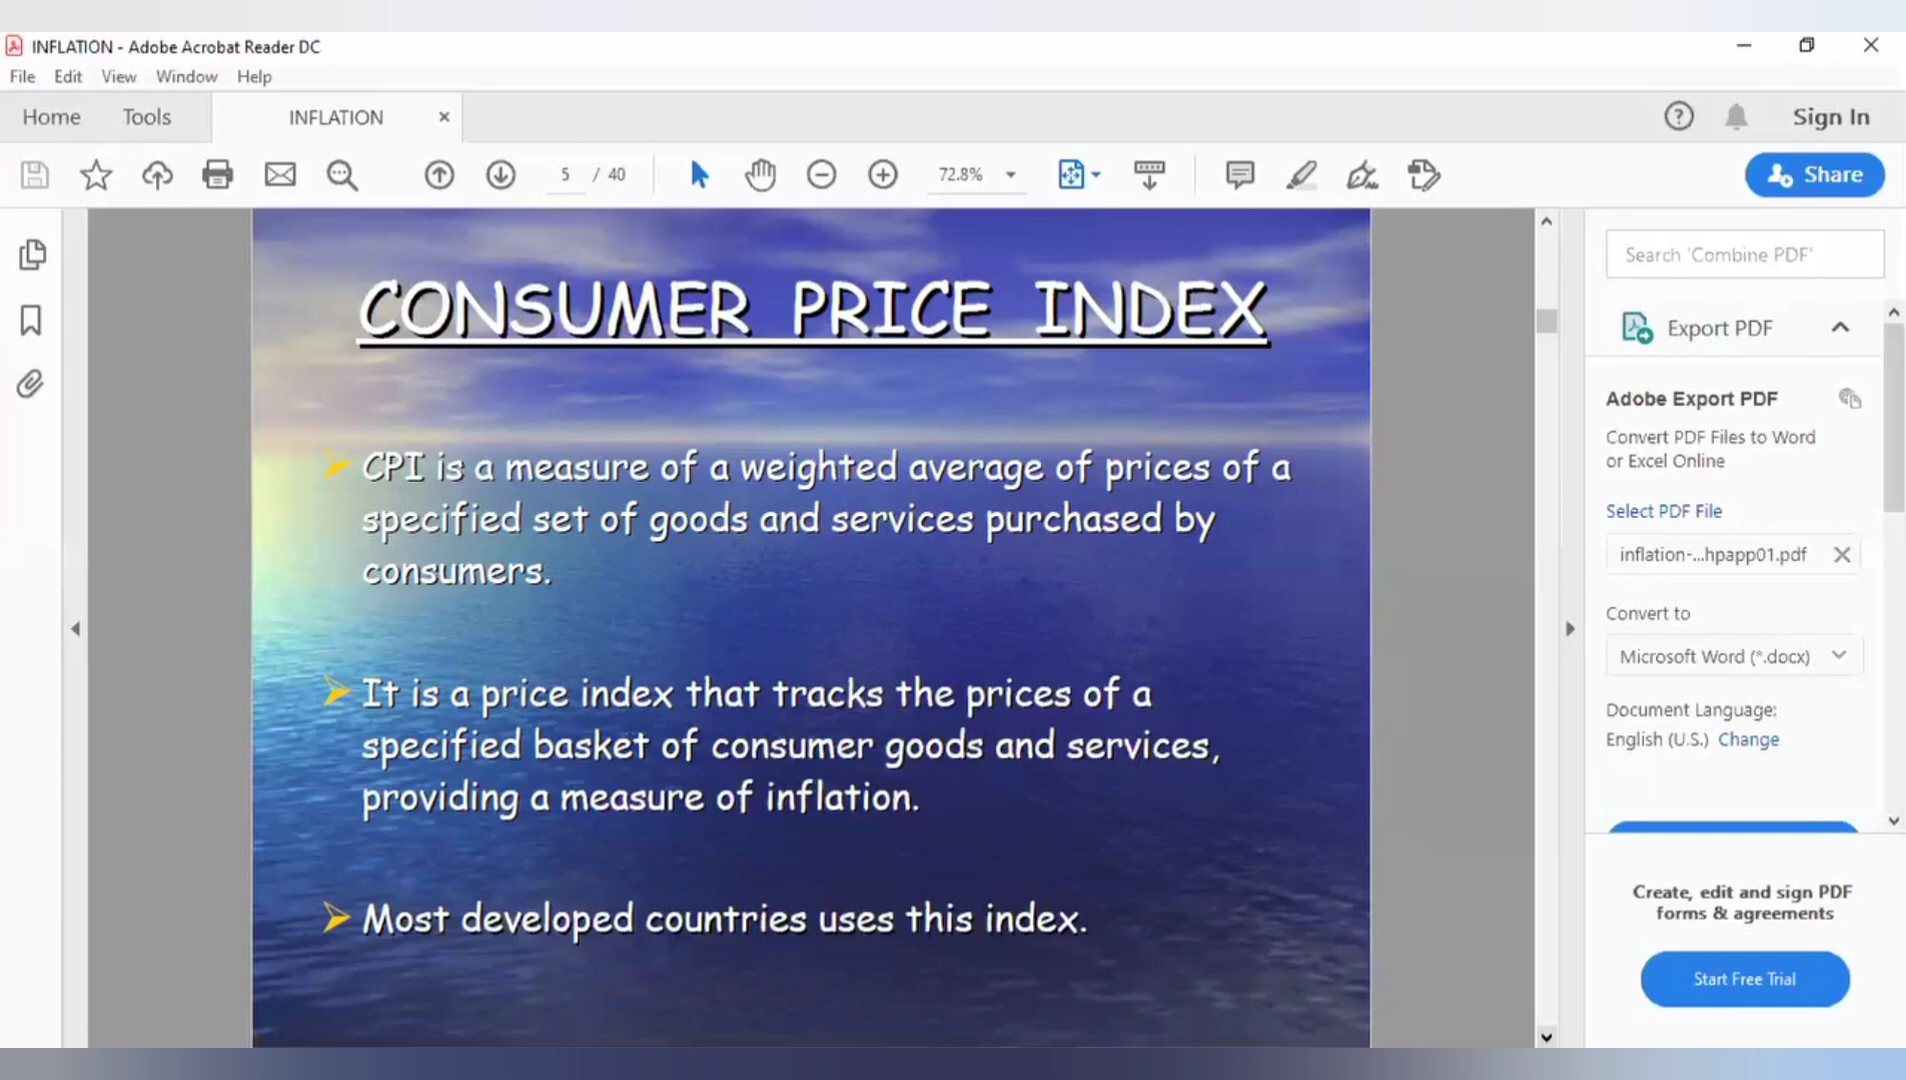 INFLATION - Adobe Acrobat Reader DC
File Edit View Window Help
Home Tools INFLATION Sign In
5 / 40 72.8% Share
CONSUMER PRICE INDEX
CPI is a measure of a weighted average of prices of a
specified set of goods and services purchased by
consumers.
It is a price index that tracks the prices of a
specified basket of consumer goods and services,
providing a measure of inflation.
Most developed countries uses this index.
Search 'Combine PDF'
Export PDF
Adobe Export PDF
Convert PDF Files to Word
or Excel Online
Select PDF File
inflation-...hpapp01.pdf
Convert to
Microsoft Word (*.docx)
Document Language:
English (U.S.) Change
Create, edit and sign PDF
forms & agreements
Start Free Trial